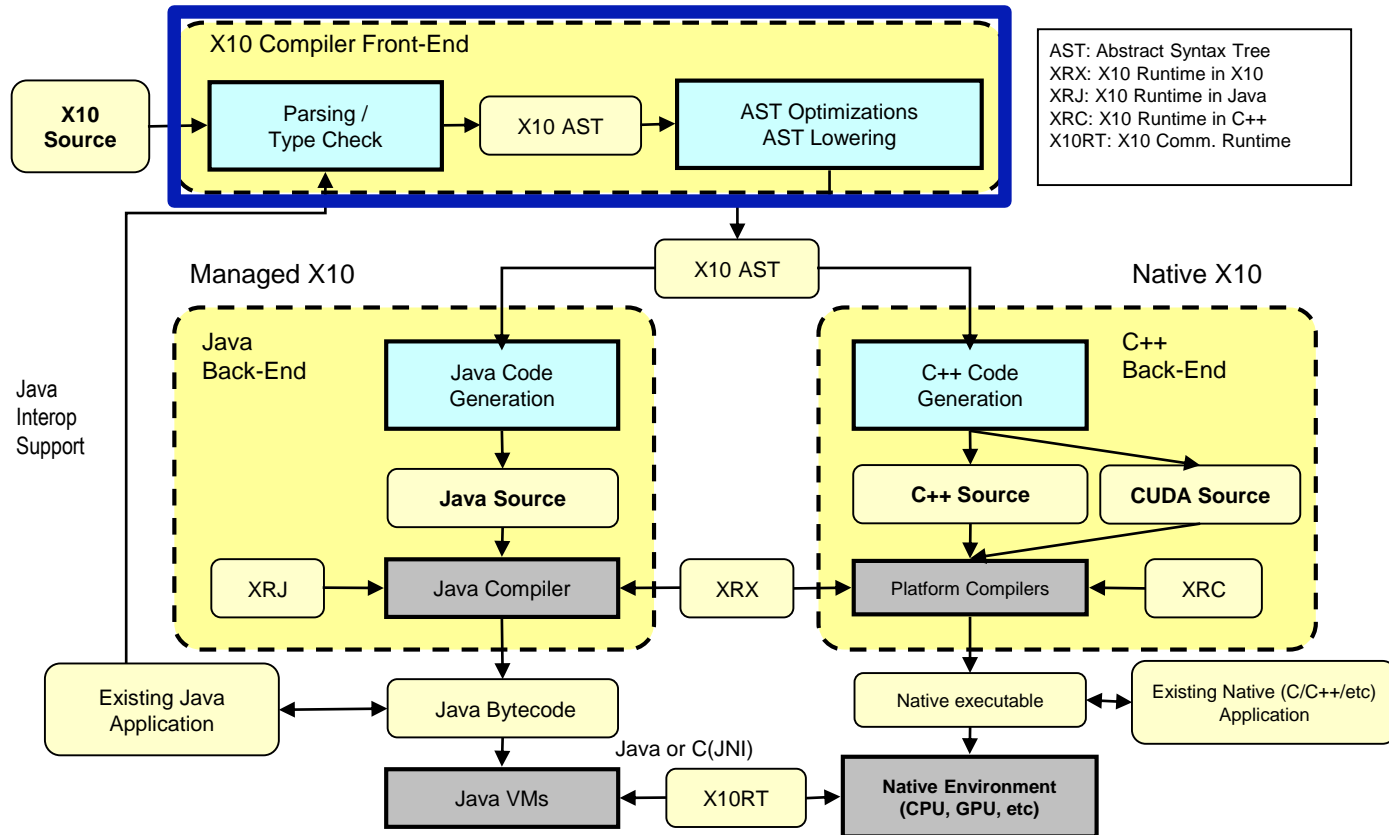 X10 Compiler Front-End
X10
Source
Parsing /
Type Check
X10 AST
AST Optimizations
AST Lowering
AST: Abstract Syntax Tree
XRX: X10 Runtime in X10
XRJ: X10 Runtime in Java
XRC: X10 Runtime in C++
X10RT: X10 Comm. Runtime
X10 AST
Managed X10
Native X10
Java
Back-End
Java Code
Generation
C++ Code
Generation
C++
Back-End
Java
Interop
Support
Java Source
C++ Source
CUDA Source
XRJ
Java Compiler
XRX
Platform Compilers
XRC
Existing Java
Application
Java Bytecode
Native executable
Existing Native (C/C++/etc)
Application
Java or C(JNI)
Java VMs
X10RT
Native Environment
(CPU, GPU, etc)